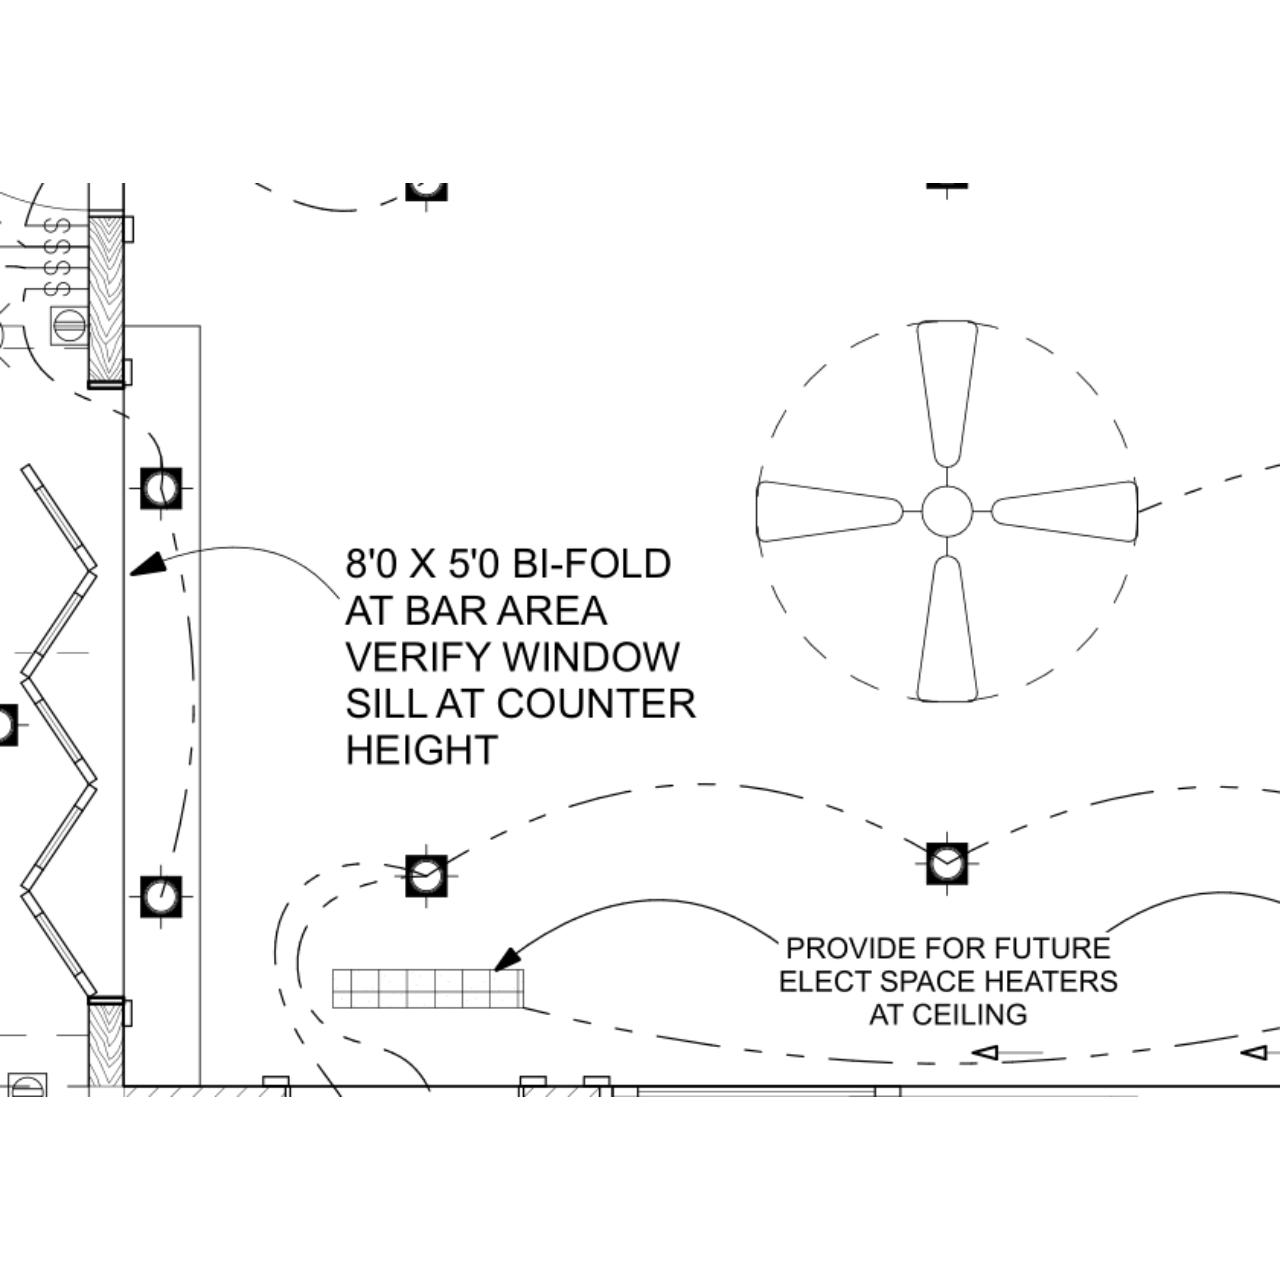 S
S
S
S
8'0 X 5'0 BI-FOLD
AT BAR AREA
VERIFY WINDOW
SILL AT COUNTER
HEIGHT
PROVIDE FOR FUTURE
ELECT SPACE HEATERS
AT CEILING